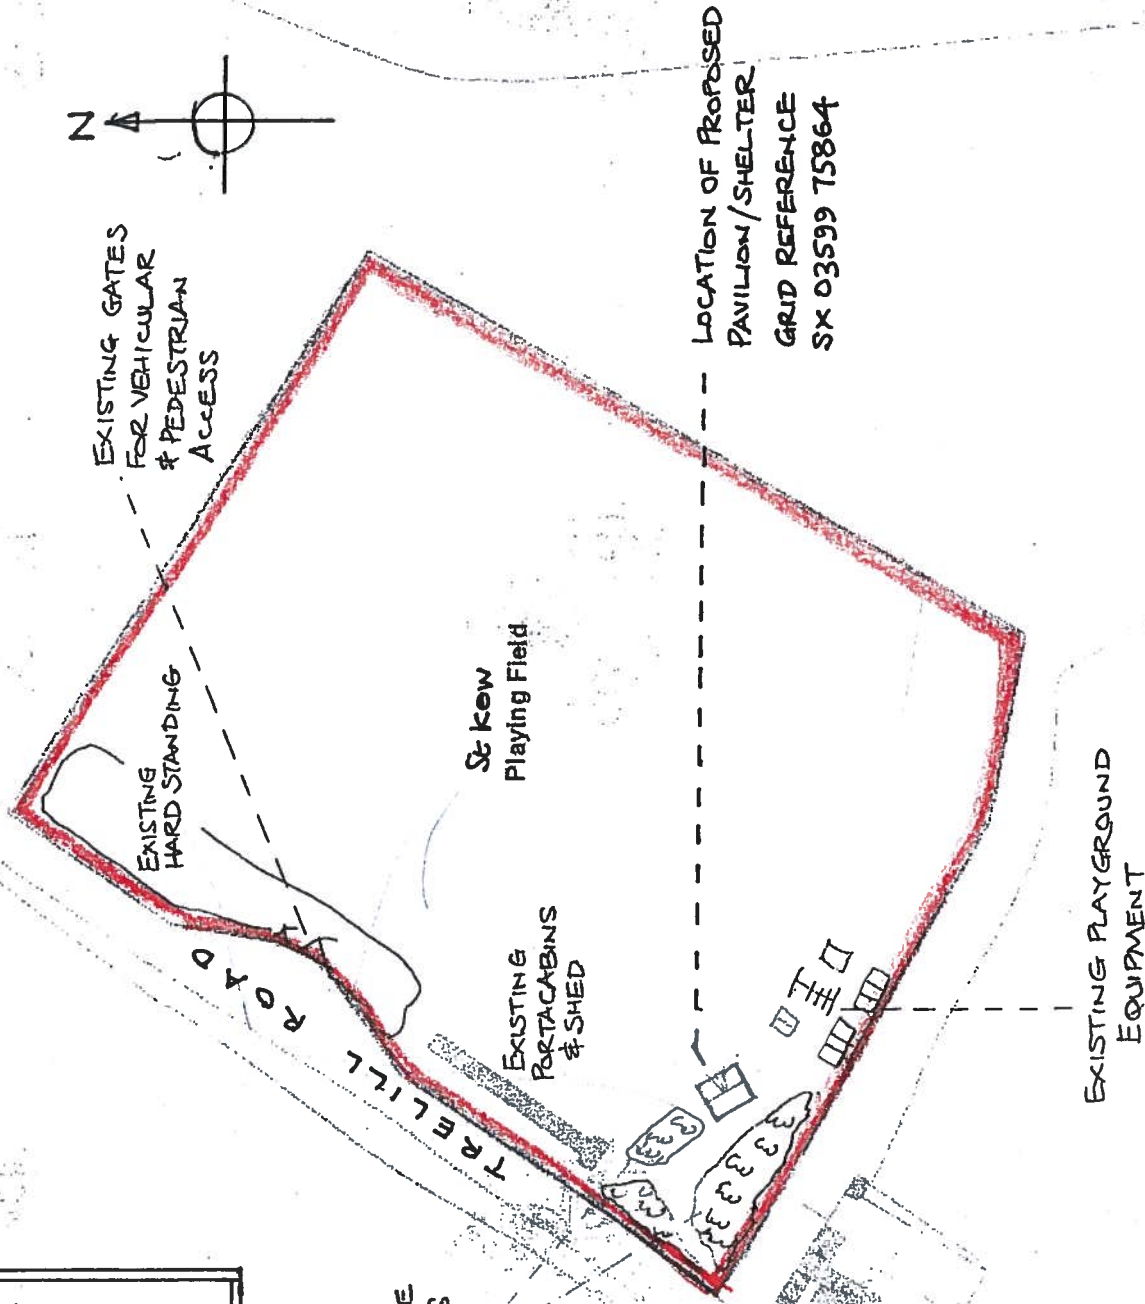 N
EXISTING GATES
FOR VEHICULAR
& PEDESTRIAN
ACCESS
LOCATION OF PROPOSED
PAVILION/SHELTER
GRID REFERENCE
SX 03599 75864
EXISTING
HARD STANDING
St Kew
Playing Field
TRELILL ROAD
EXISTING
PORTACABINS
& SHED
EXISTING PLAYGROUND
EQUIPMENT